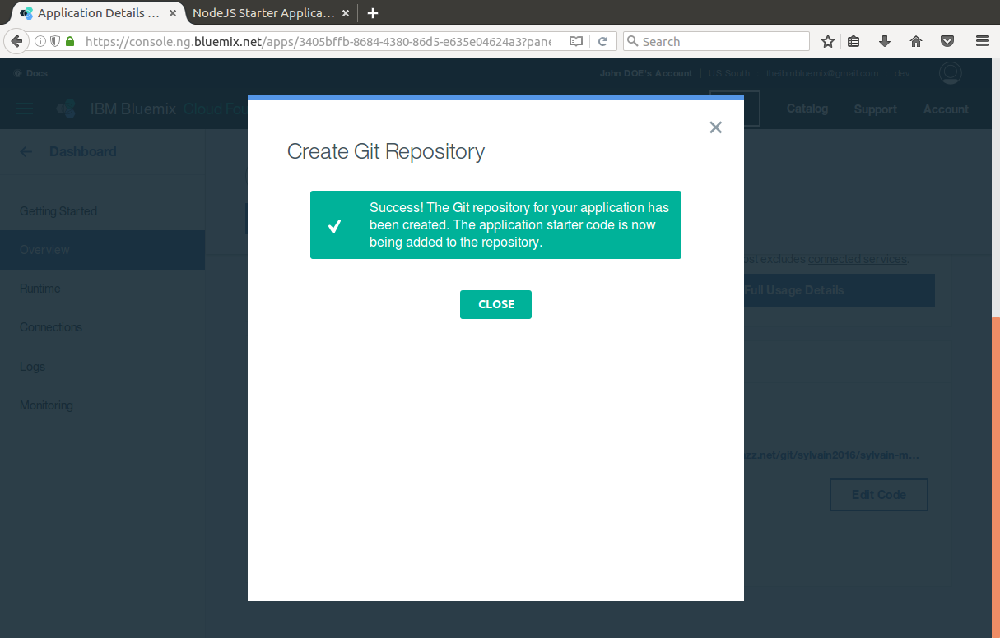 Application Details ...
NodeJS Starter Applica...
https://console.ng.bluemix.net/apps/3405bffb-8684-4380-86d5-e635e04624a3?pane
Search
Docs
John DOE's Account
US South : theibmbluemix@gmail.com : dev
IBM Bluemix Cloud Fou
Catalog
Support
Account
Dashboard
Getting Started
Overview
Runtime
Connections
Logs
Monitoring
Create Git Repository
Success! The Git repository for your application has
been created. The application starter code is now
being added to the repository.
CLOSE
ost excludes connected services.
Full Usage Details
zz.net/git/sylvain2016/sylvain-m...
Edit Code